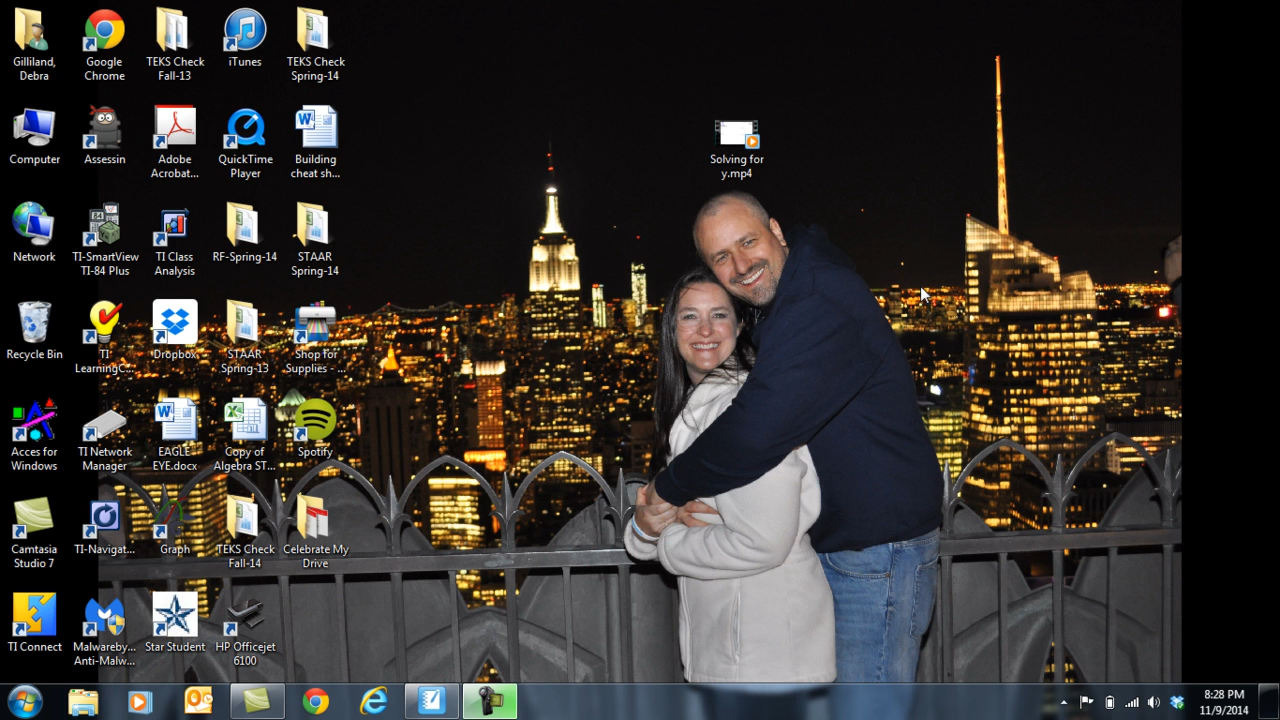 Gilliland,
Debra
Google
Chrome
TEKS Check
Fall-13
iTunes
TEKS Check
Spring-14
Computer
Assessin
Adobe
Acrobat...
QuickTime
Player
Building
cheat sh...
Solving for
y.mp4
Network
TI-SmartView
TI-84 Plus
TI Class
Analysis
RF-Spring-14
STAAR
Spring-14
Recycle Bin
TI
LearningC...
Dropbox
STAAR
Spring-13
Shop for
Supplies - ...
Acces for
Windows
TI Network
Manager
EAGLE
EYE.docx
Copy of
Algebra ST...
Spotify
Camtasia
Studio 7
TI-Navigat...
Graph
TEKS Check
Fall-14
Celebrate My
Drive
TI Connect
Malwareby...
Anti-Malw...
Star Student
HP Officejet
6100
8:28 PM
11/9/2014